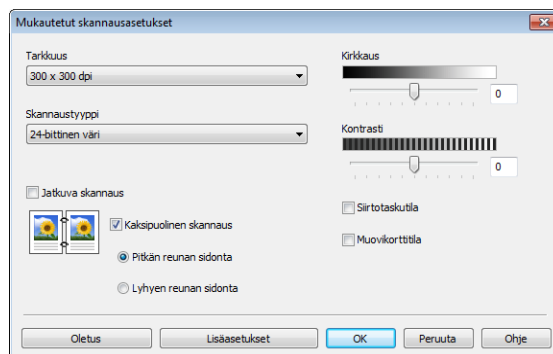 Mukautetut skannausasetukset
Tarkkuus
300 x 300 dpi
Skannaustyyppi
24-bittinen väri
Jatkuva skannaus
Kaksipuolinen skannaus
Pitkän reunan sidonta
Lyhyen reunan sidonta
Kirkkaus
0
Kontrasti
0
Siirtotaskutila
Muovikorttitila
Oletus
Lisäasetukset
OK
Peruuta
Ohje